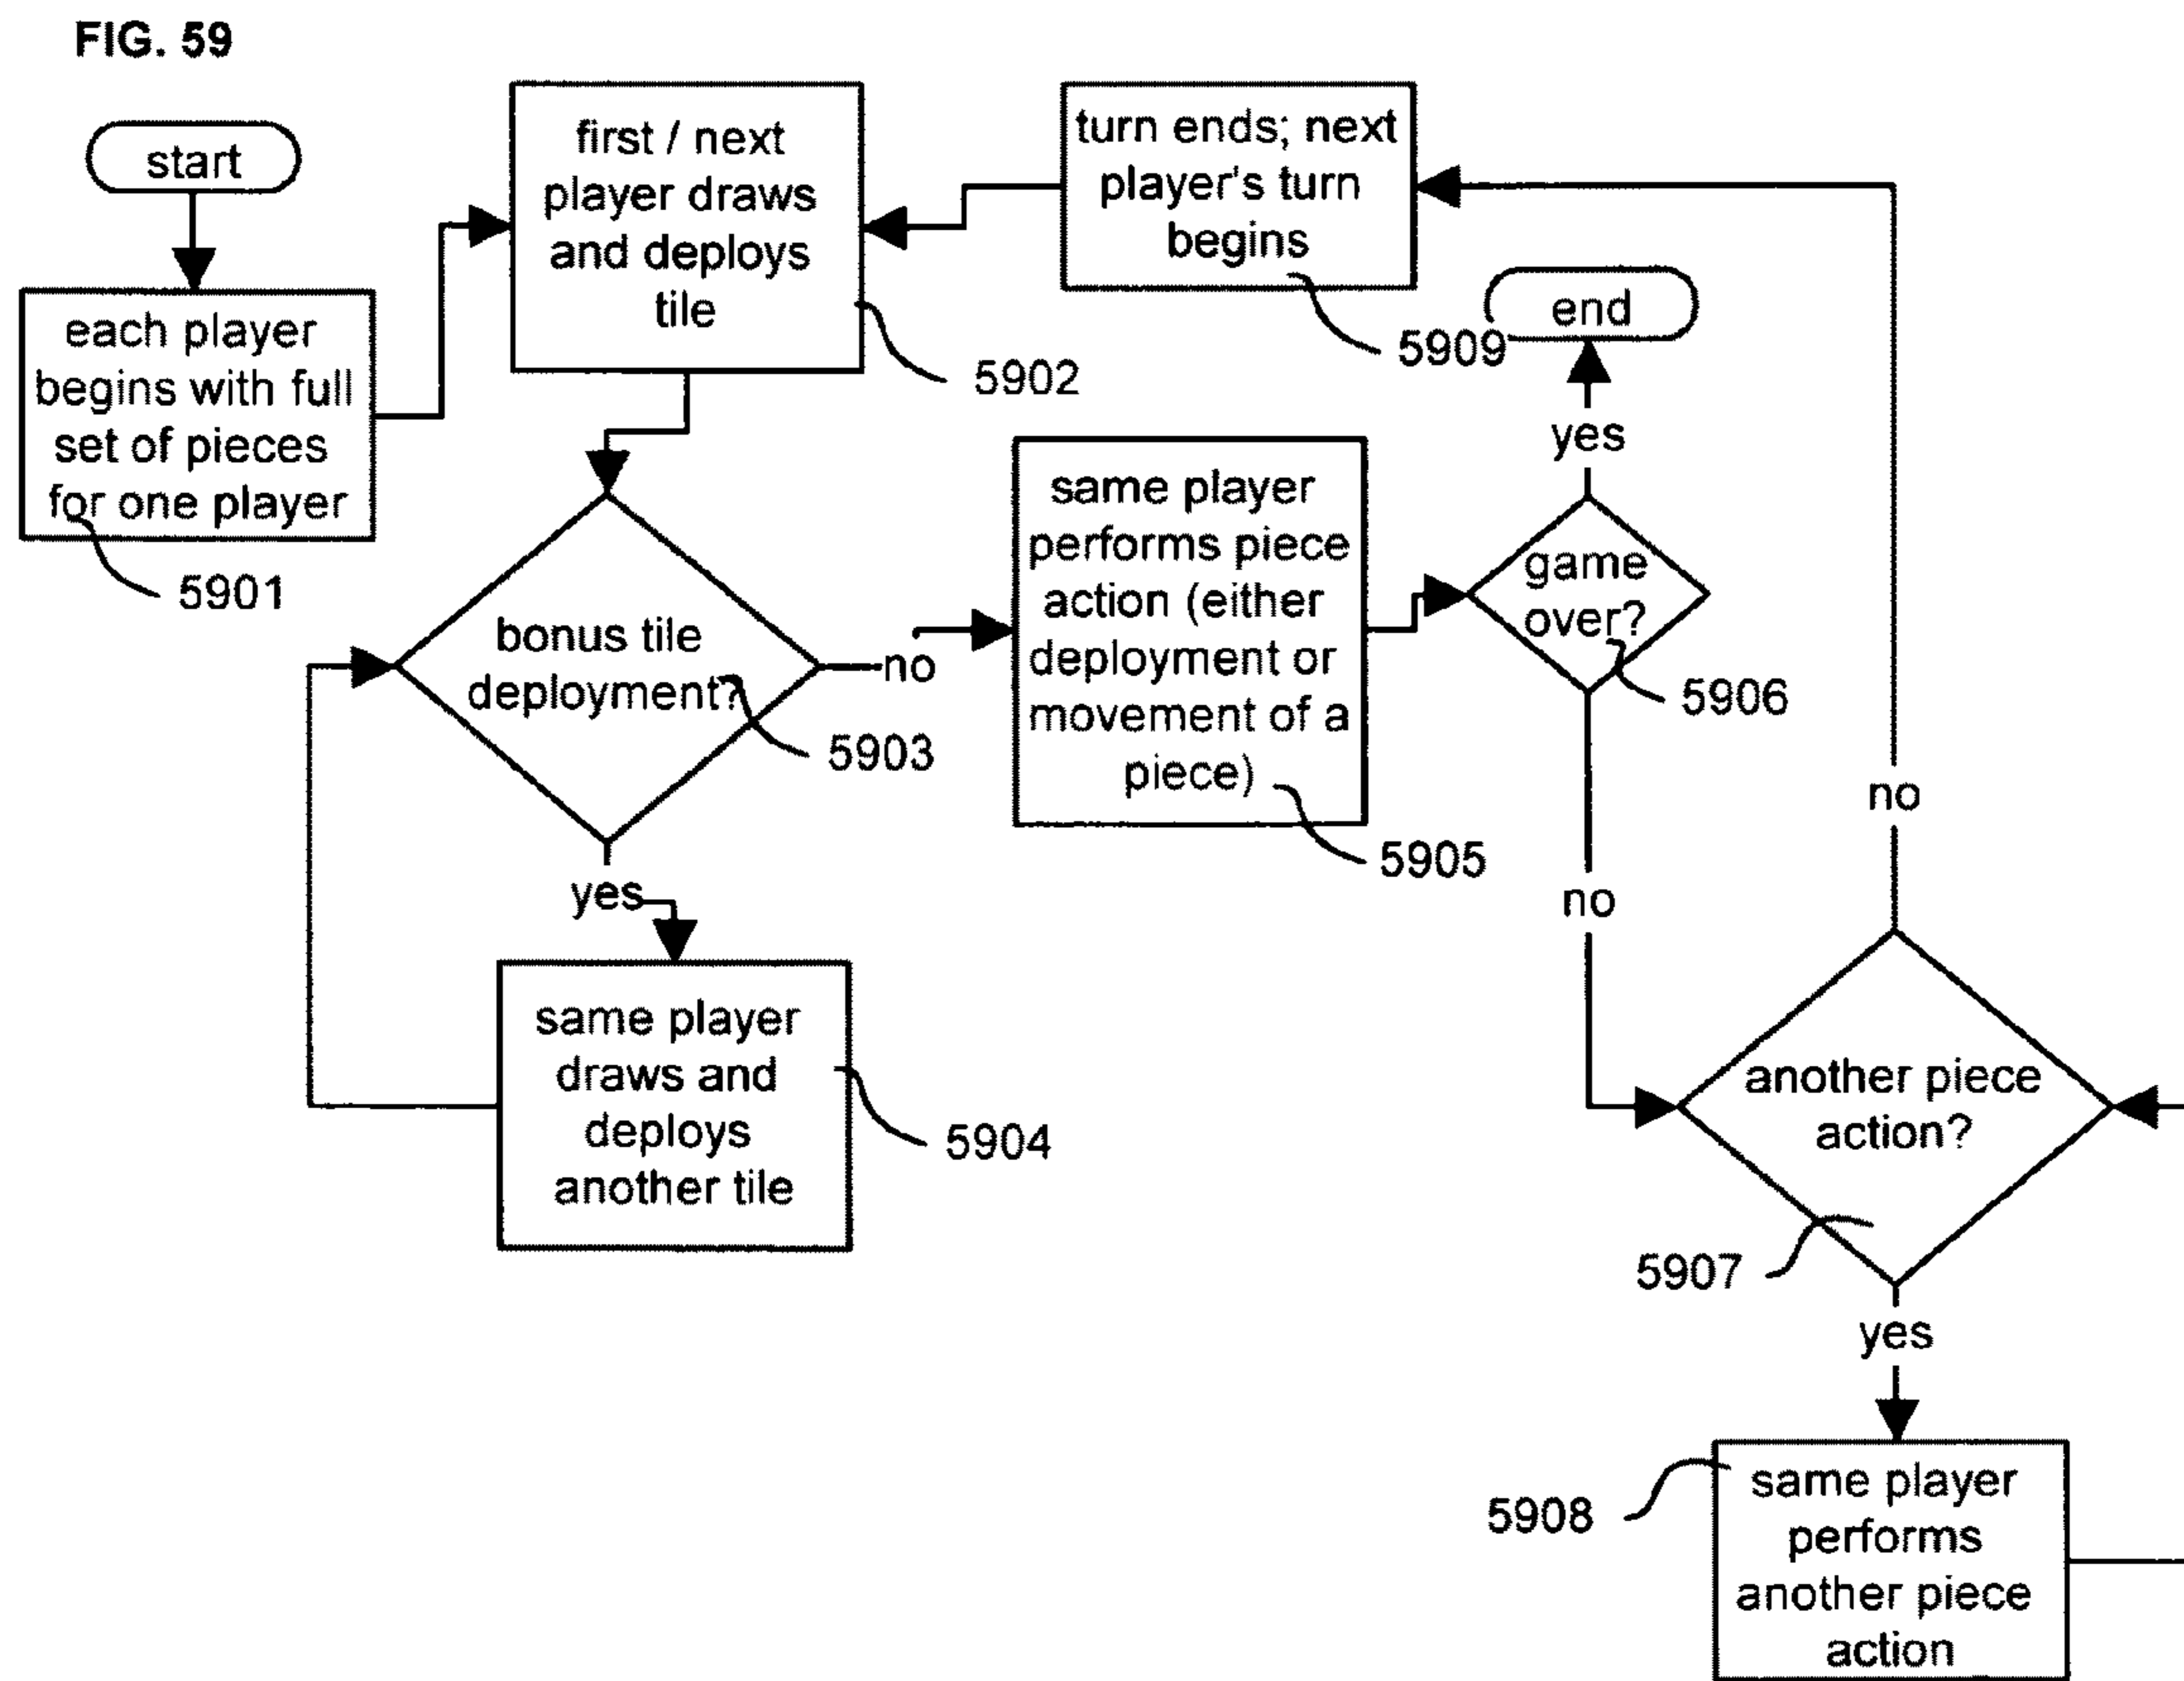 FIG. 59
start
each player
begins with full
set of pieces
for one player
5901
first / next
player draws
and deploys
tile
5902
turn ends; next
player's turn
begins
5909
end
yes
bonus tile
deployment?
5903
no
yes
same player
draws and
deploys
another tile
5904
same player
performs piece
action (either
deployment or
movement of a
piece)
5905
game
over?
5906
no
no
another piece
action?
5907
yes
same player
performs
another piece
action
5908